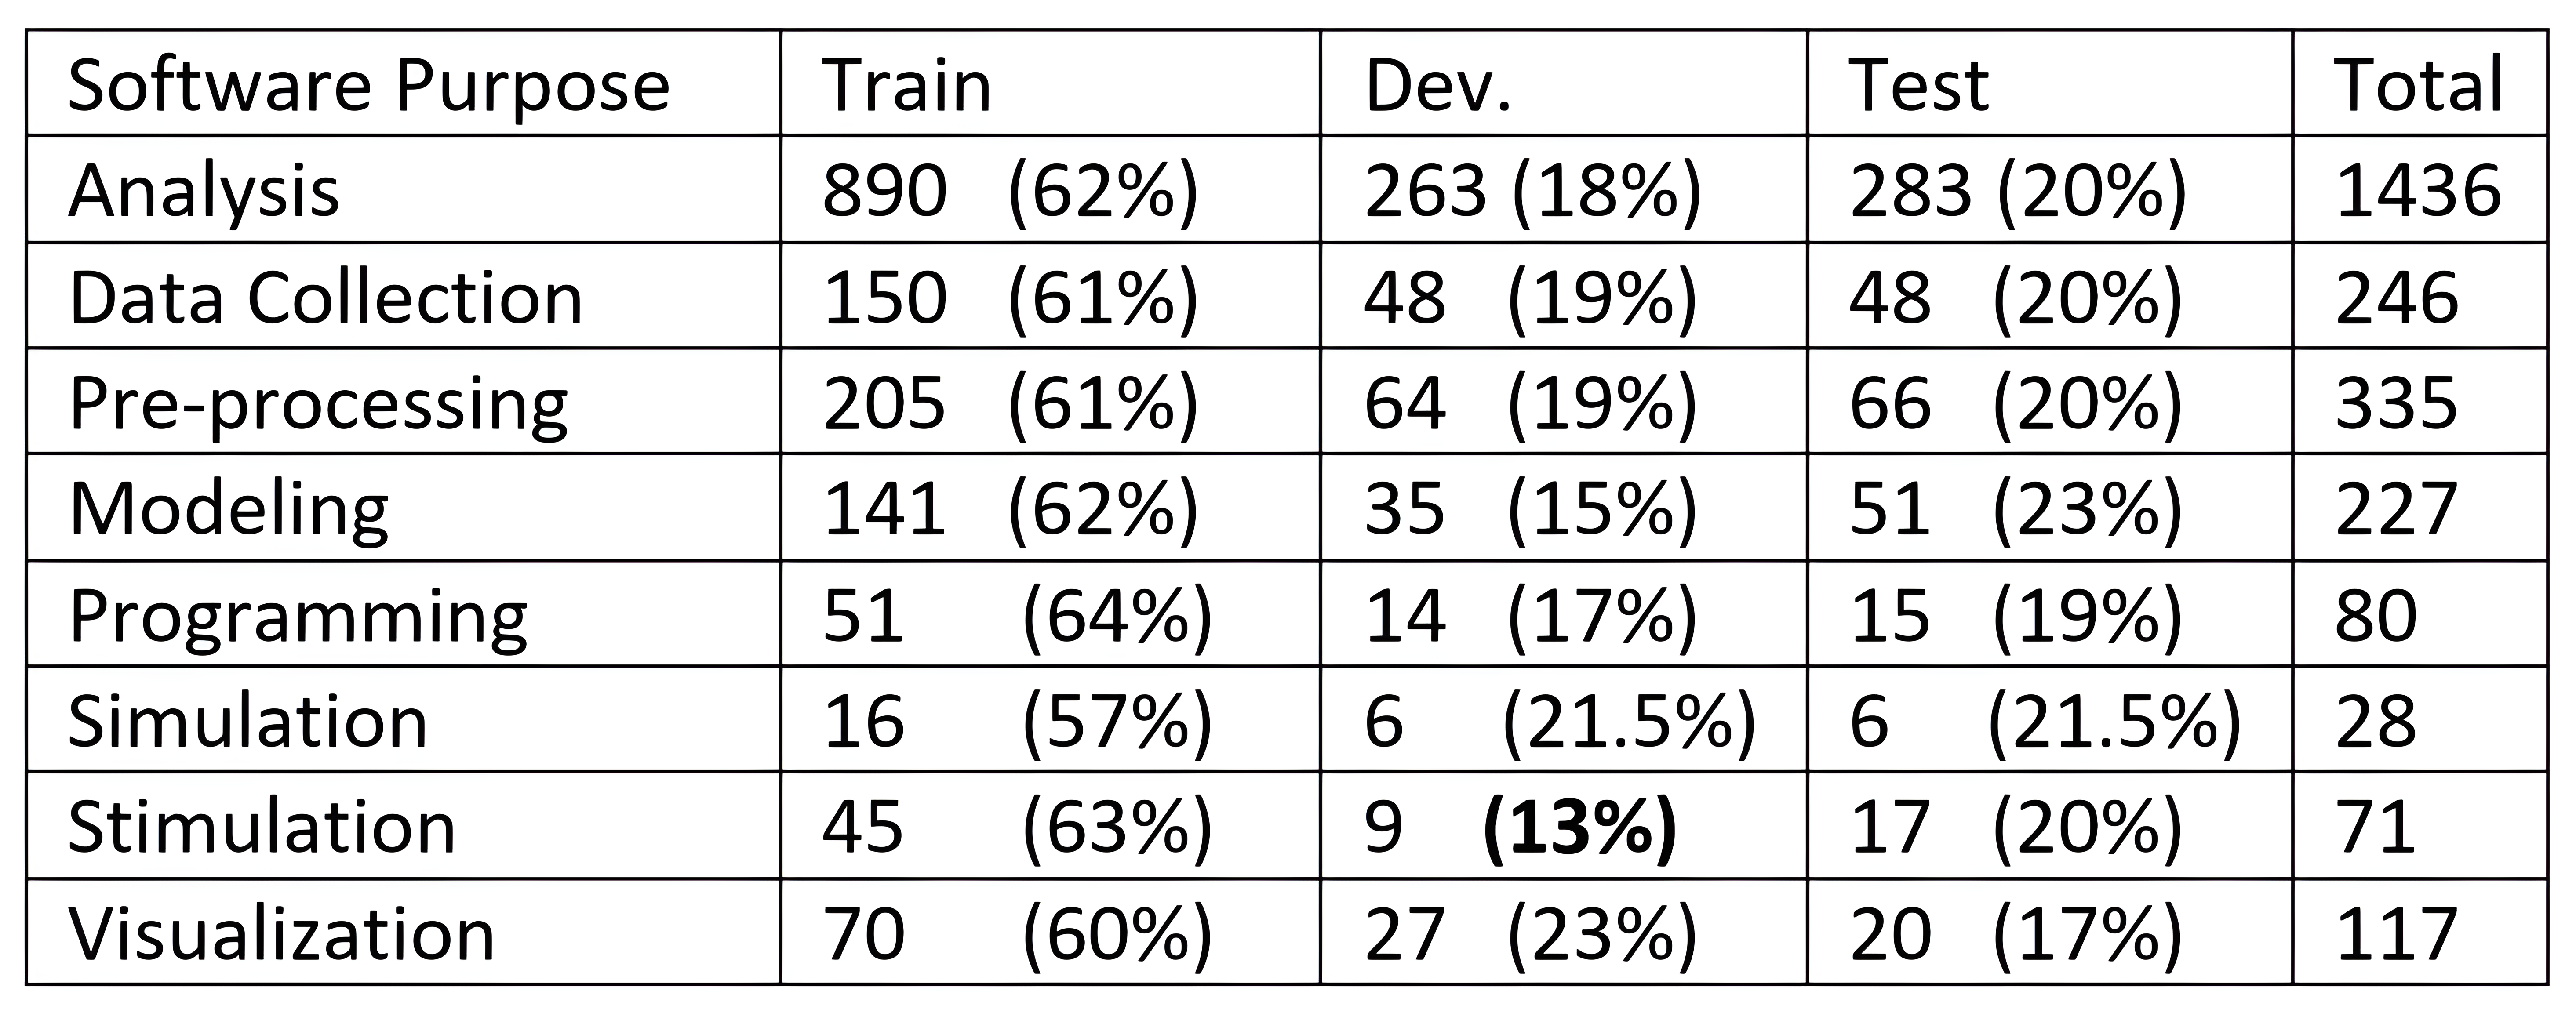 Software Purpose Train Dev. Test Total
Analysis 890 (62%) 263 (18%) 283 (20%) 1436
Data Collection 150 (61%) 48 (19%) 48 (20%) 246
Pre-processing 205 (61%) 64 (19%) 66 (20%) 335
Modeling 141 (62%) 35 (15%) 51 (23%) 227
Programming 51 (64%) 14 (17%) 15 (19%) 80
Simulation 16 (57%) 6 (21.5%) 6 (21.5%) 28
Stimulation 45 (63%) 9 (13%) 17 (20%) 71
Visualization 70 (60%) 27 (23%) 20 (17%) 117